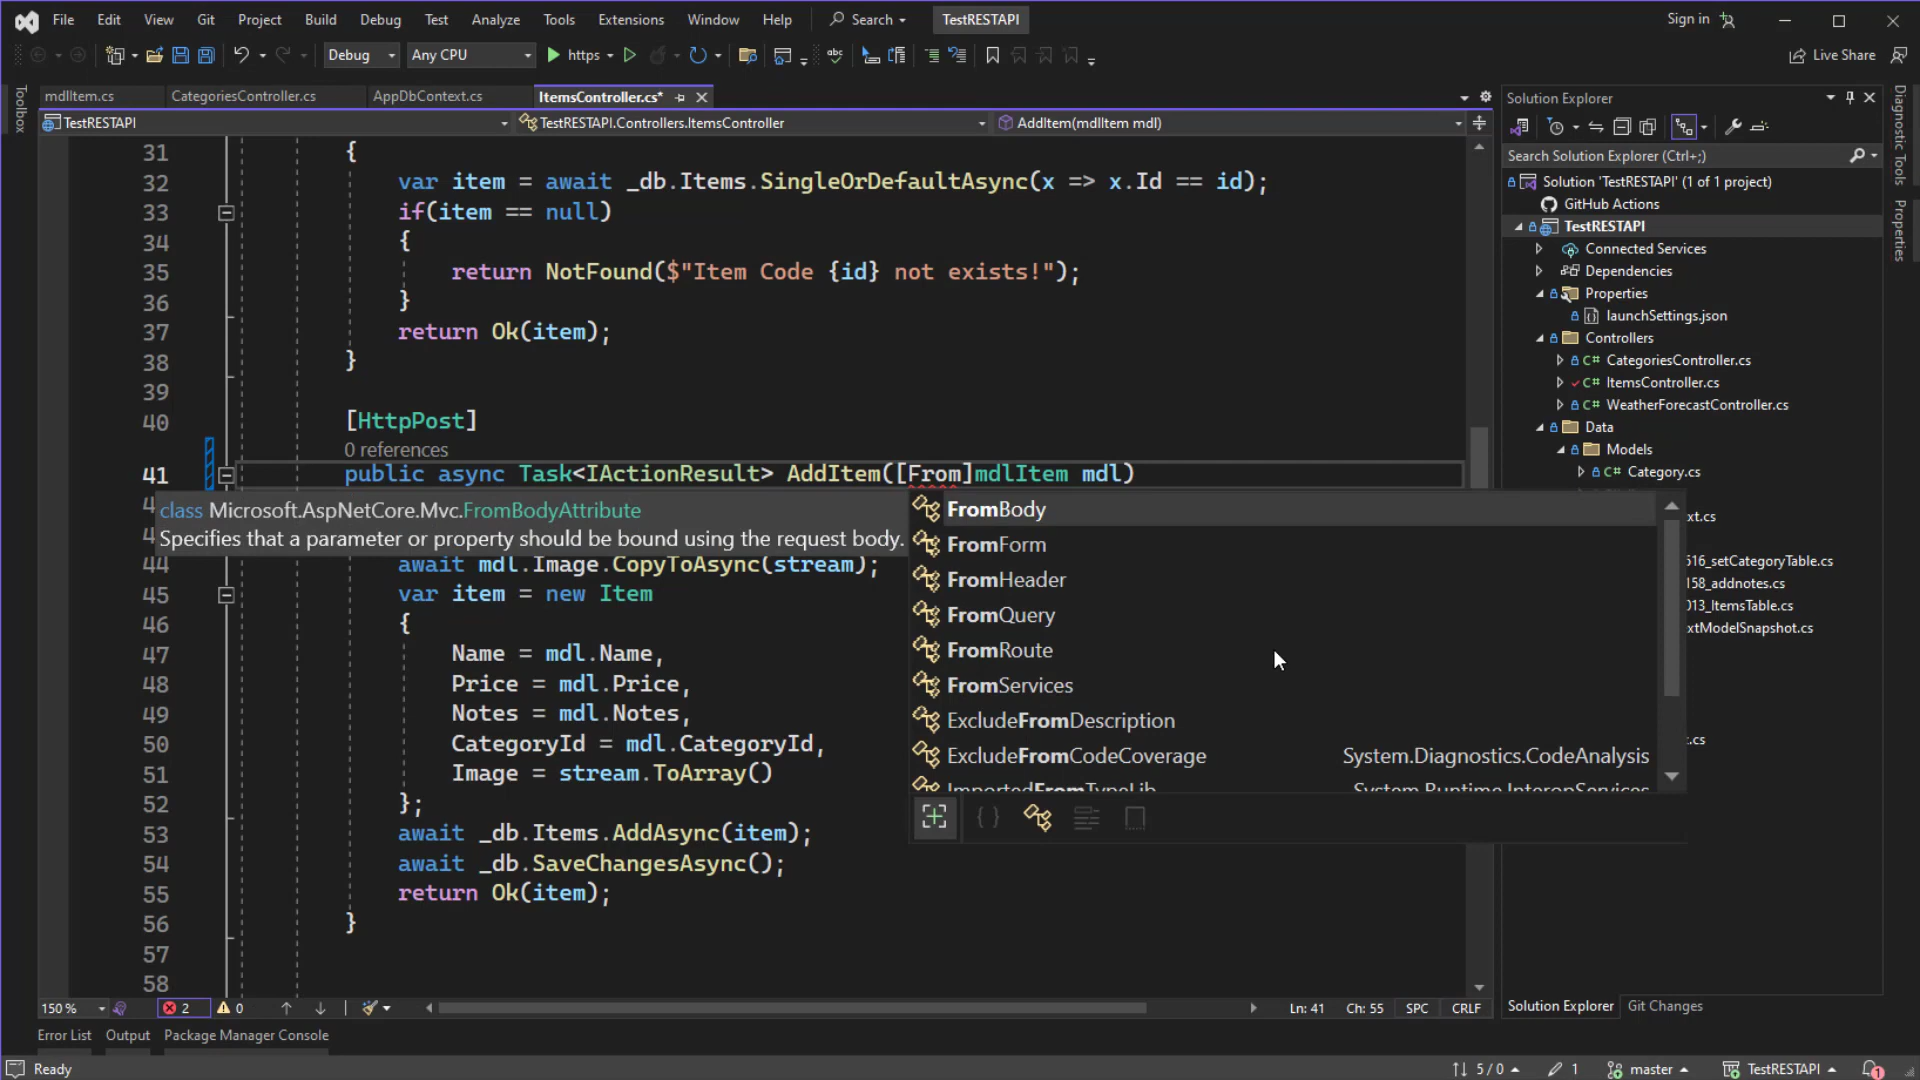 File Edit View Git Project Build Debug Test Analyze Tools Extensions Window Help Search TestRESTAPI Sign in
Debug Any CPU https Live Share
Toolbox
mdlItem.cs CategoriesController.cs AppDbContext.cs ItemsController.cs*
TestRESTAPI TestRESTAPI.Controllers.ItemsController AddItem(mdlItem mdl)
31 {
32 var item = await _db.Items.SingleOrDefaultAsync(x => x.Id == id);
33 if(item == null)
34 {
35 return NotFound($"Item Code {id} not exists!");
36 }
37 return Ok(item);
38 }
39
40 [HttpPost]
0 references
41 public async Task<IActionResult> AddItem([From]mdlItem mdl)
class Microsoft.AspNetCore.Mvc.FromBodyAttribute
Specifies that a parameter or property should be bound using the request body.
FromBody
FromForm
FromHeader
FromQuery
FromRoute
FromServices
ExcludeFromDescription
ExcludeFromCodeCoverage System.Diagnostics.CodeAnalysis
ImportedFromTypeLib System.Runtime.InteropServices
44 await mdl.Image.CopyToAsync(stream);
45 var item = new Item
46 {
47 Name = mdl.Name,
48 Price = mdl.Price,
49 Notes = mdl.Notes,
50 CategoryId = mdl.CategoryId,
51 Image = stream.ToArray()
52 };
53 await _db.Items.AddAsync(item);
54 await _db.SaveChangesAsync();
55 return Ok(item);
56 }
57
58
150 % 2 0 Ln: 41 Ch: 55 SPC CRLF
Error List Output Package Manager Console
Solution Explorer
Search Solution Explorer (Ctrl+;)
Solution 'TestRESTAPI' (1 of 1 project)
GitHub Actions
TestRESTAPI
Connected Services
Dependencies
Properties
launchSettings.json
Controllers
CategoriesController.cs
ItemsController.cs
WeatherForecastController.cs
Data
Models
Category.cs
xt.cs
516_setCategoryTable.cs
158_addnotes.cs
013_ItemsTable.cs
xtModelSnapshot.cs
t.cs
Solution Explorer Git Changes
Diagnostic Tools
Properties
Ready 5 / 0 1 master TestRESTAPI 1